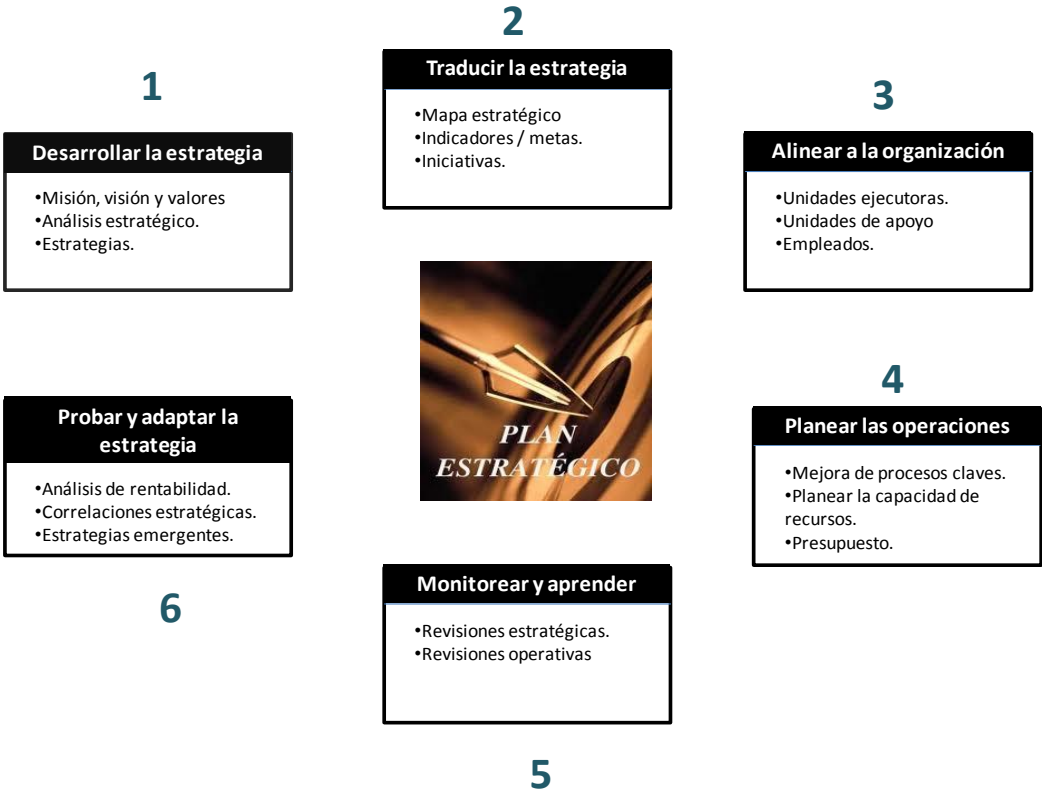 1
Desarrollar la estrategia
•Misión, visión y valores
•Análisis estratégico.
•Estrategias.
2
Traducir la estrategia
•Mapa estratégico
•Indicadores / metas.
•Iniciativas.
3
Alinear a la organización
•Unidades ejecutoras.
•Unidades de apoyo
•Empleados.
PLAN
ESTRATÉGICO
4
Planear las operaciones
•Mejora de procesos claves.
•Planear la capacidad de
recursos.
•Presupuesto.
Monitorear y aprender
•Revisiones estratégicas.
•Revisiones operativas
5
Probar y adaptar la
estrategia
•Análisis de rentabilidad.
•Correlaciones estratégicas.
•Estrategias emergentes.
6